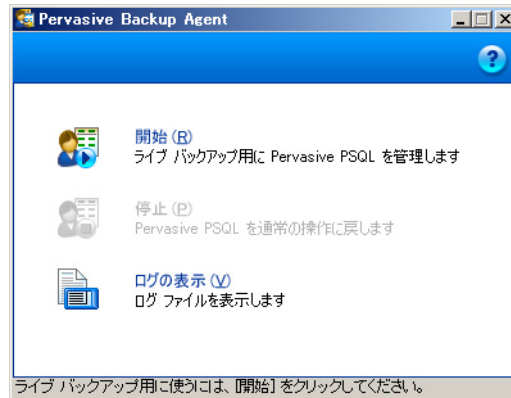 Pervasive Backup Agent
開始(R)
ライブ バックアップ用に Pervasive PSQL を管理します
停止(P)
Pervasive PSQL を通常の操作に戻します
ログの表示(V)
ログ ファイルを表示します
ライブ バックアップ用に使うには、[開始] をクリックしてください。